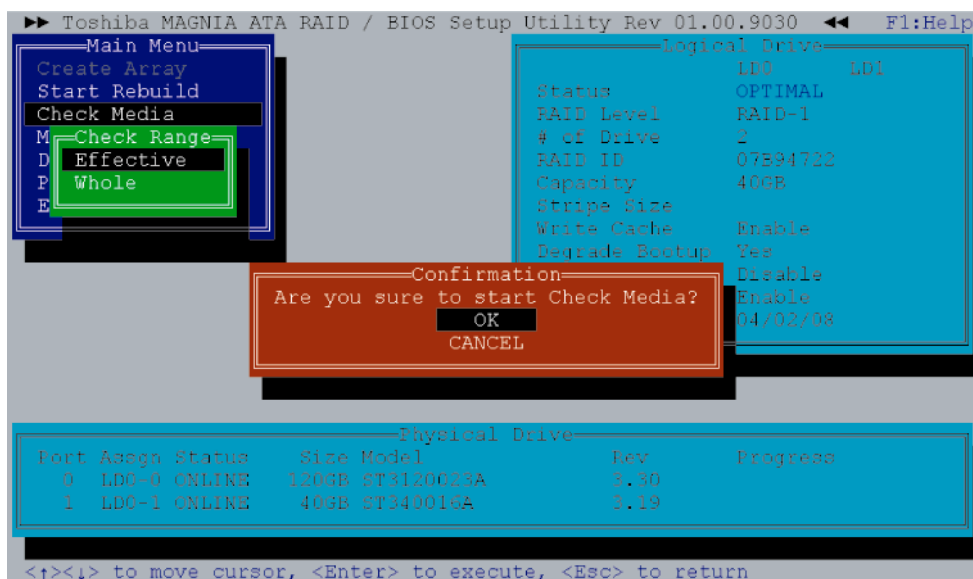 ►► Toshiba MAGNIA ATA RAID / BIOS Setup Utility Rev 01.00.9030 ◄◄ F1:Help
Main Menu
Create Array
Start Rebuild
Check Media
M
D
P
E
Check Range
Effective
Whole
Logical Drive
LD0 LD1
Status OPTIMAL
RAID Level RAID-1
# of Drive 2
RAID ID 07B94722
Capacity 40GB
Stripe Size
Write Cache Enable
Degrade Bootup Yes
Disable
Enable
04/02/08
Confirmation
Are you sure to start Check Media?
OK
CANCEL
Physical Drive
Port Assgn Status Size Model Rev Progress
0 LD0-0 ONLINE 120GB ST3120023A 3.30
1 LD0-1 ONLINE 40GB ST340016A 3.19
<↑><↓> to move cursor, <Enter> to execute, <Esc> to return